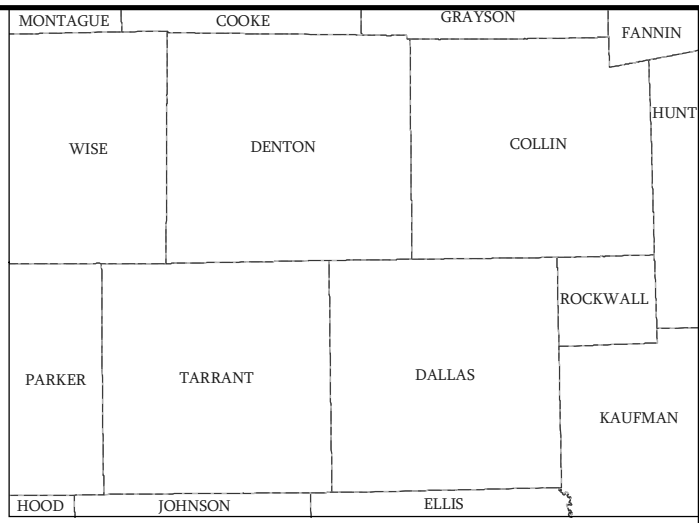 MONTAGUE COOKE GRAYSON
FANNIN
HUNT
WISE DENTON COLLIN
ROCKWALL
PARKER TARRANT DALLAS
KAUFMAN
HOOD JOHNSON ELLIS